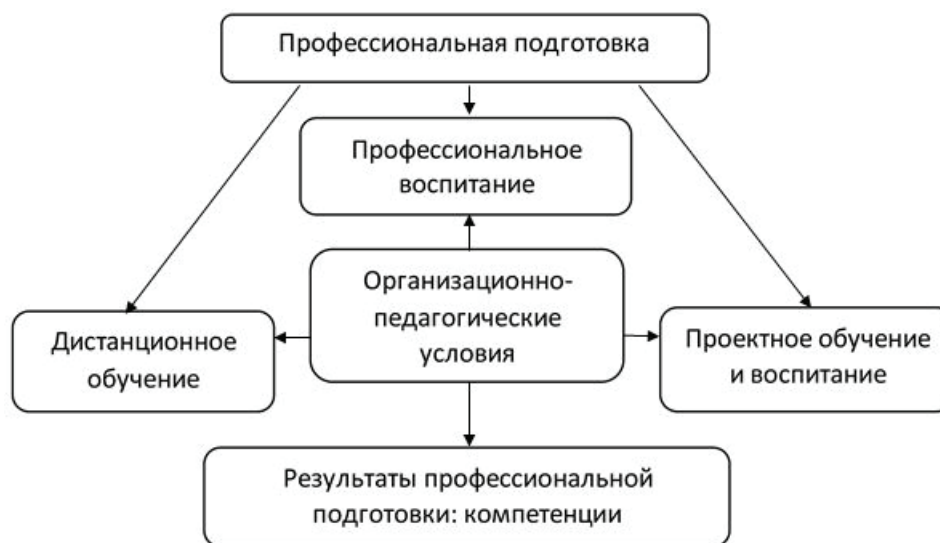 Профессиональная подготовка
Профессиональное
воспитание
Организационно-
педагогические
условия
Дистанционное
обучение
Проектное обучение
и воспитание
Результаты профессиональной
подготовки: компетенции